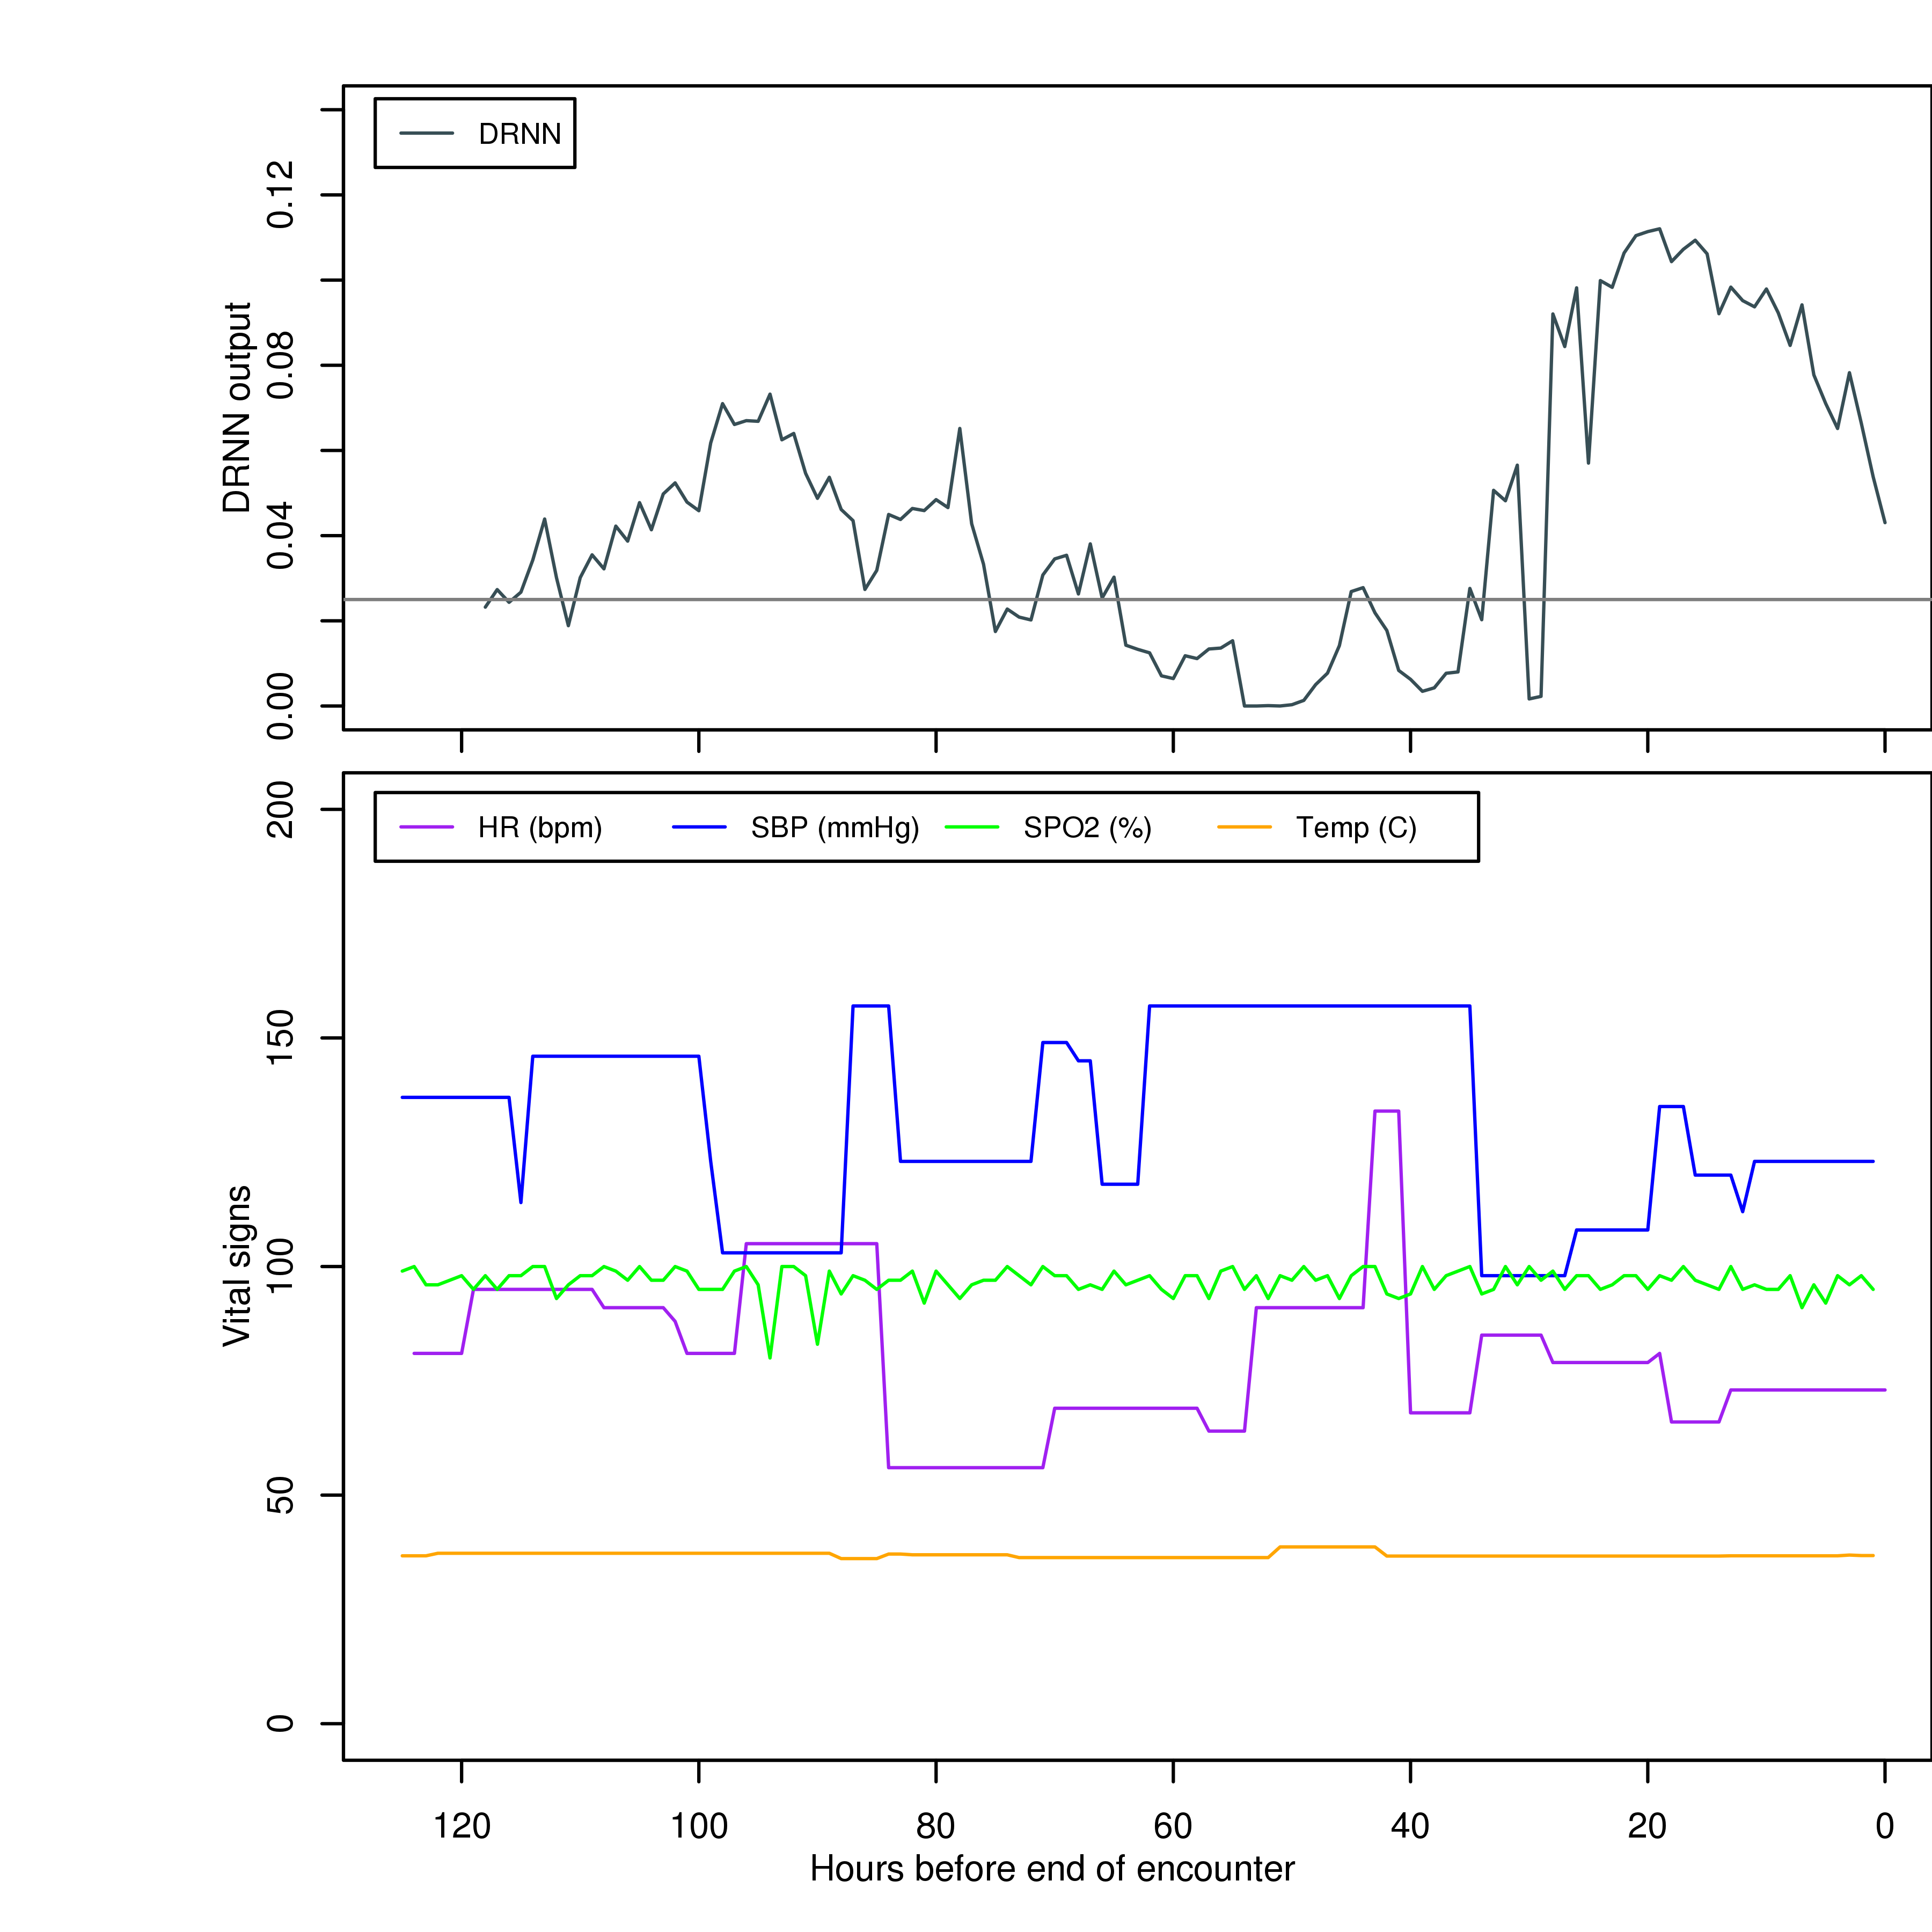 DRNN
DRNN output
0.12
0.08
0.04
0.00
HR (bpm) SBP (mmHg) SPO2 (%) Temp (C)
Vital signs
200
150
100
50
0
120 100 80 60 40 20 0
Hours before end of encounter